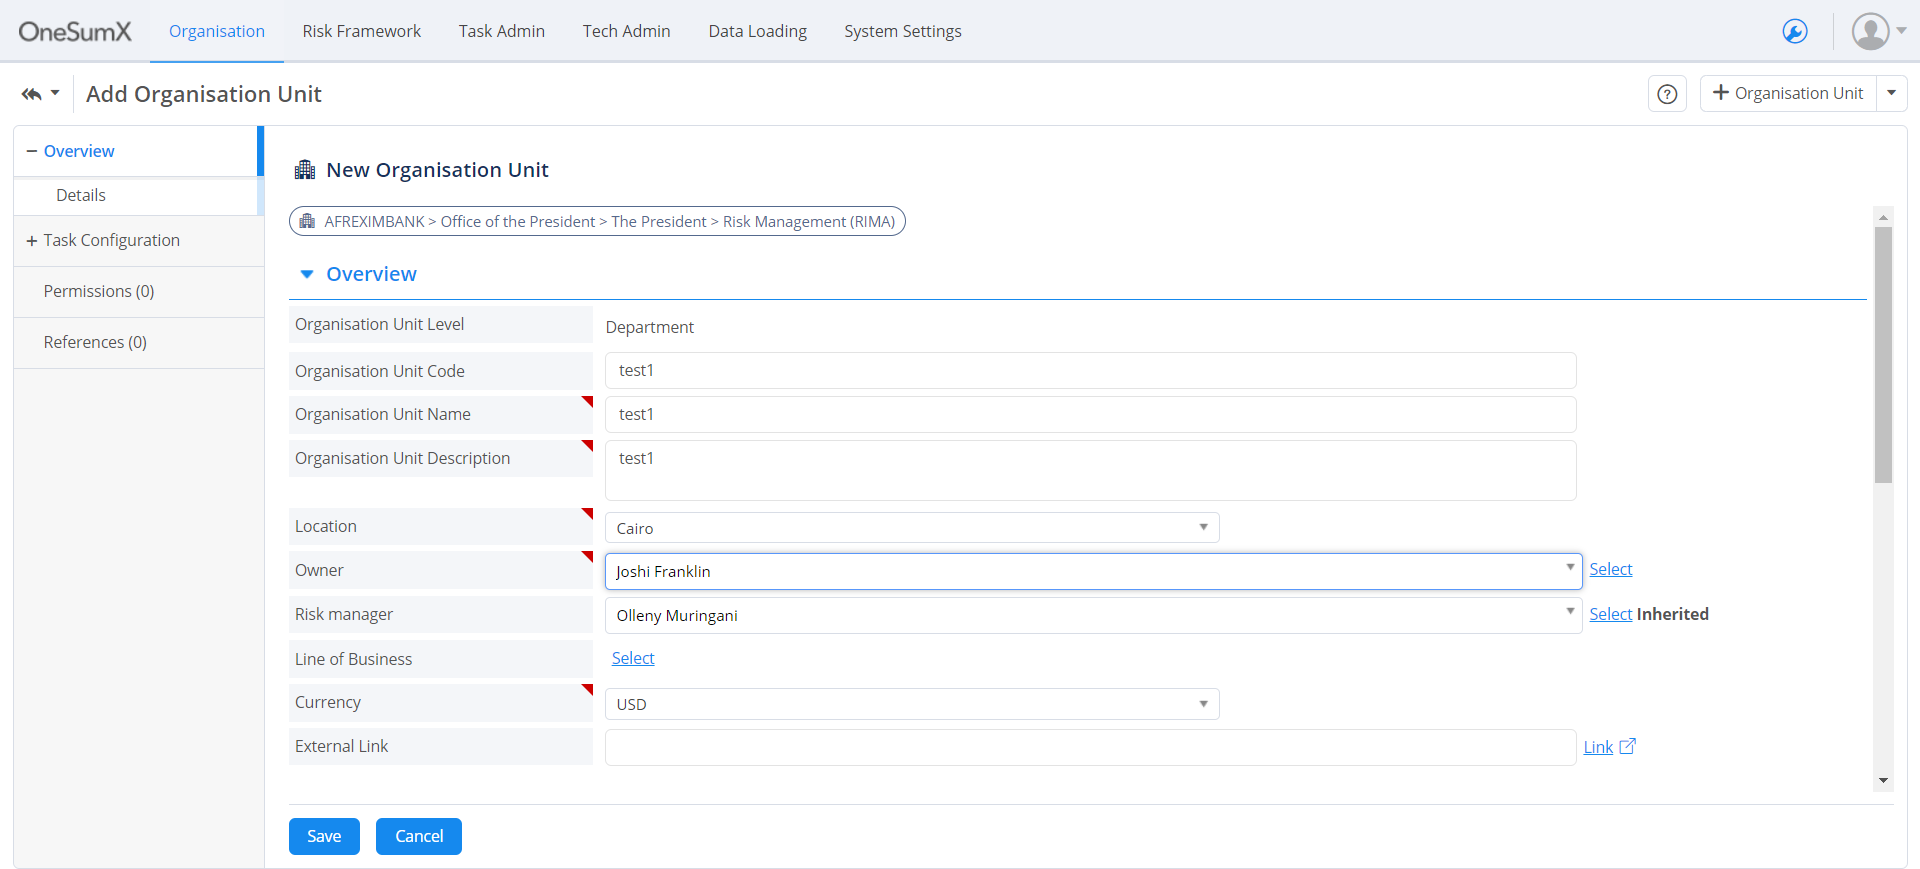 OneSumX Organisation Risk Framework Task Admin Tech Admin Data Loading System Settings
Add Organisation Unit
Organisation Unit
Overview
Details
Task Configuration
Permissions (0)
References (0)
New Organisation Unit
AFREXIMBANK > Office of the President > The President > Risk Management (RIMA)
Overview
Organisation Unit Level Department
Organisation Unit Code test1
Organisation Unit Name test1
Organisation Unit Description test1
Location Cairo
Owner Joshi Franklin Select
Risk manager Olleny Muringani Select Inherited
Line of Business Select
Currency USD
External Link Link
Save Cancel